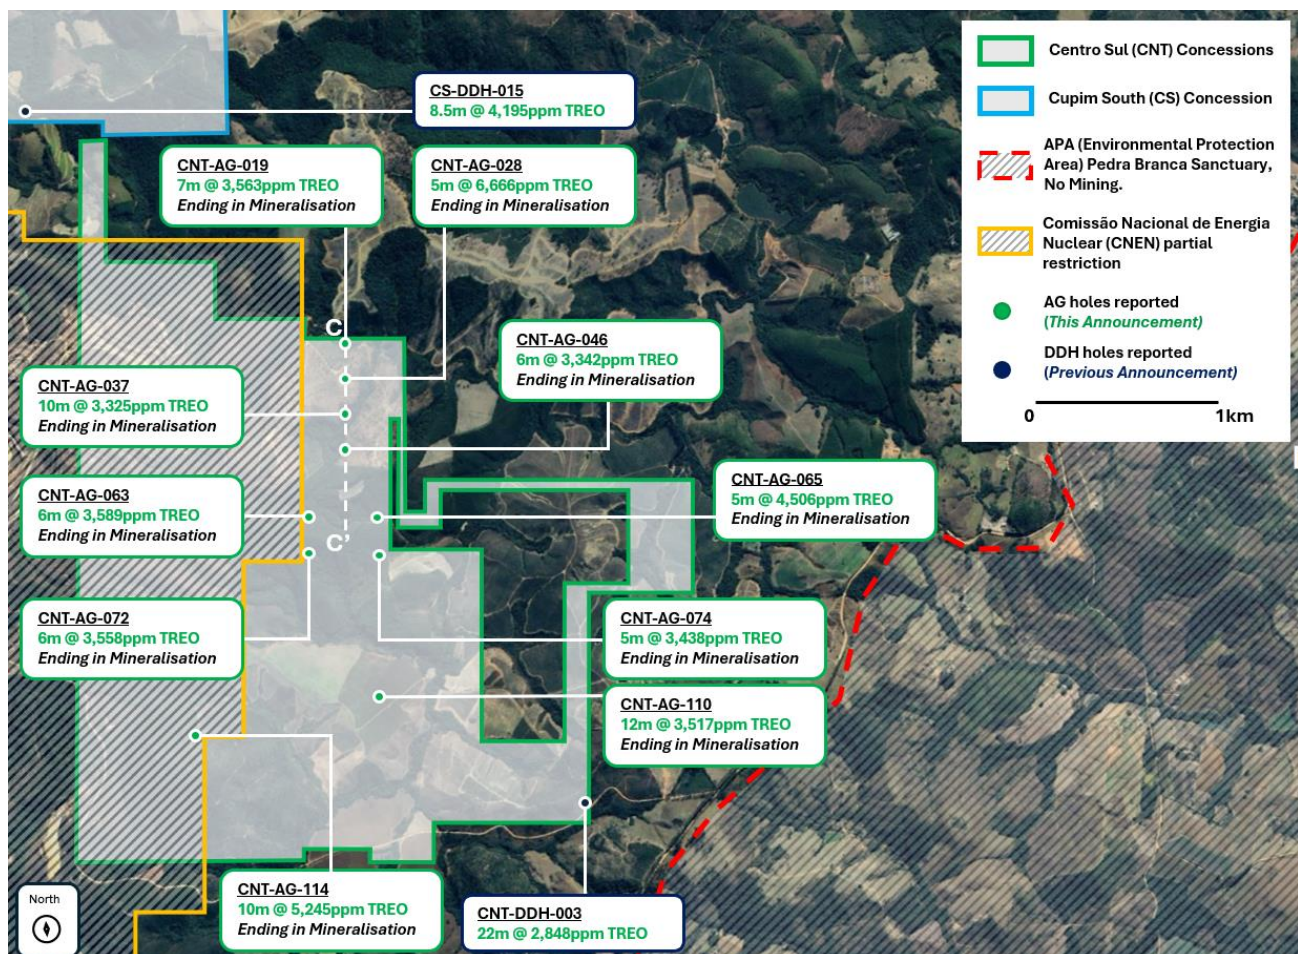 CS-DDH-015
8.5m @ 4,195ppm TREO
CNT-AG-019
7m @ 3,563ppm TREO
Ending in Mineralisation
CNT-AG-028
5m @ 6,666ppm TREO
Ending in Mineralisation
C
CNT-AG-046
6m @ 3,342ppm TREO
Ending in Mineralisation
CNT-AG-037
10m @ 3,325ppm TREO
Ending in Mineralisation
CNT-AG-063
6m @ 3,589ppm TREO
Ending in Mineralisation
CNT-AG-065
5m @ 4,506ppm TREO
Ending in Mineralisation
C'
CNT-AG-072
6m @ 3,558ppm TREO
Ending in Mineralisation
CNT-AG-074
5m @ 3,438ppm TREO
Ending in Mineralisation
CNT-AG-110
12m @ 3,517ppm TREO
Ending in Mineralisation
CNT-AG-114
10m @ 5,245ppm TREO
Ending in Mineralisation
CNT-DDH-003
22m @ 2,848ppm TREO
North
Centro Sul (CNT) Concessions
Cupim South (CS) Concession
APA (Environmental Protection
Area) Pedra Branca Sanctuary,
No Mining.
Comissão Nacional de Energia
Nuclear (CNEN) partial
restriction
AG holes reported
(This Announcement)
DDH holes reported
(Previous Announcement)
0 1km